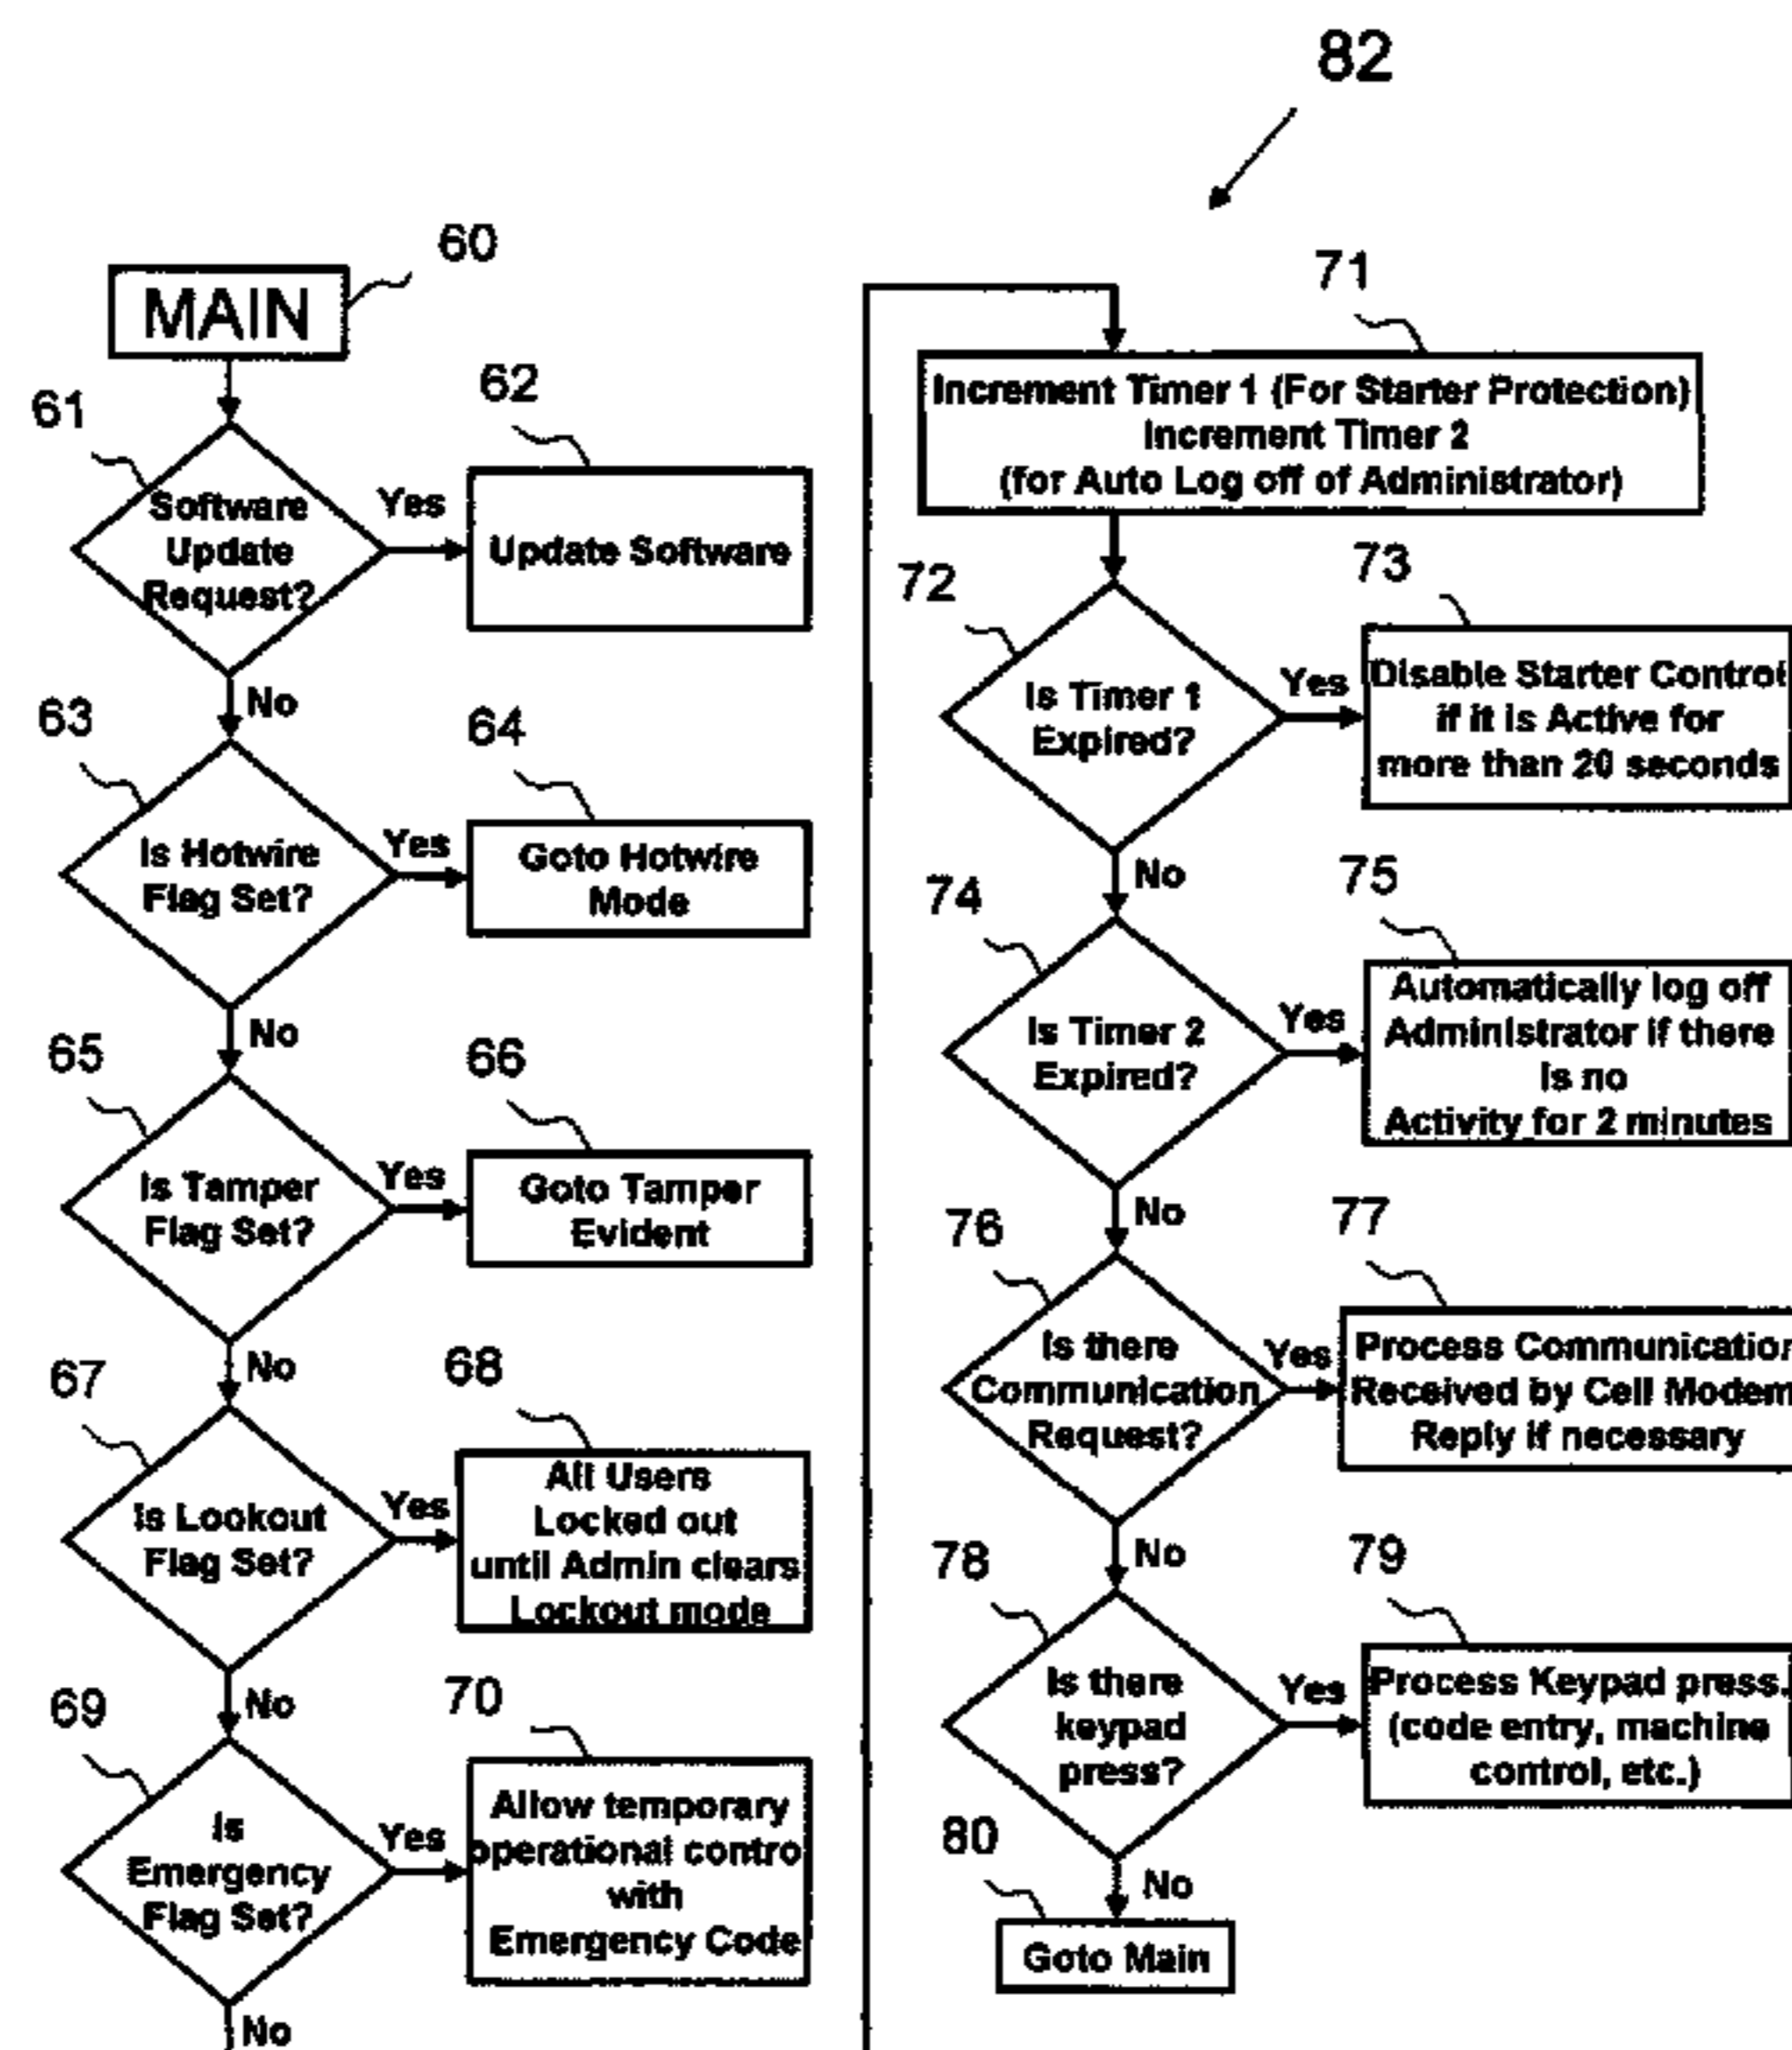 82
60
MAIN
61
Software
Update
Request?
Yes
62
Update Software
No
63
Is Hotwire
Flag Set?
Yes
64
Goto Hotwire
Mode
No
65
Is Tamper
Flag Set?
Yes
66
Goto Tamper
Evident
No
67
Is Lookout
Flag Set?
Yes
68
All Users
Locked out
until Admin clears
Lockout mode
No
69
Is
Emergency
Flag Set?
Yes
70
Allow temporary
operational contro
with
Emergency Code
No
71
Increment Timer 1 (For Starter Protection)
Increment Timer 2
(for Auto Log off of Administrator)
72
Is Timer 1
Expired?
Yes
73
Disable Starter Control
if it is Active for
more than 20 seconds
No
74
Is Timer 2
Expired?
Yes
75
Automatically log off
Administrator if there
is no
Activity for 2 minutes
No
76
Is there
Communication
Request?
Yes
77
Process Communication
Received by Cell Modem
Reply if necessary
No
78
Is there
keypad
press?
Yes
79
Process Keypad press.
(code entry, machine
control, etc.)
No
80
Goto Main